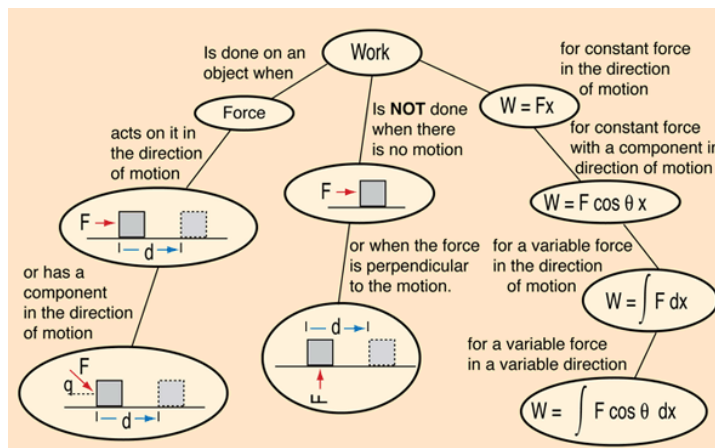 Work
Is done on an
object when
Force
acts on it in
the direction
of motion
F
d
or has a
component
in the direction
of motion
F
q
d
Is NOT done
when there
is no motion
F
or when the force
is perpendicular
to the motion.
d
F
for constant force
in the direction
of motion
W = Fx
for constant force
with a component in
direction of motion
W = F cos θ x
for a variable force
in the direction
of motion
W = ∫ F dx
for a variable force
in a variable direction
W = ∫ F cos θ dx